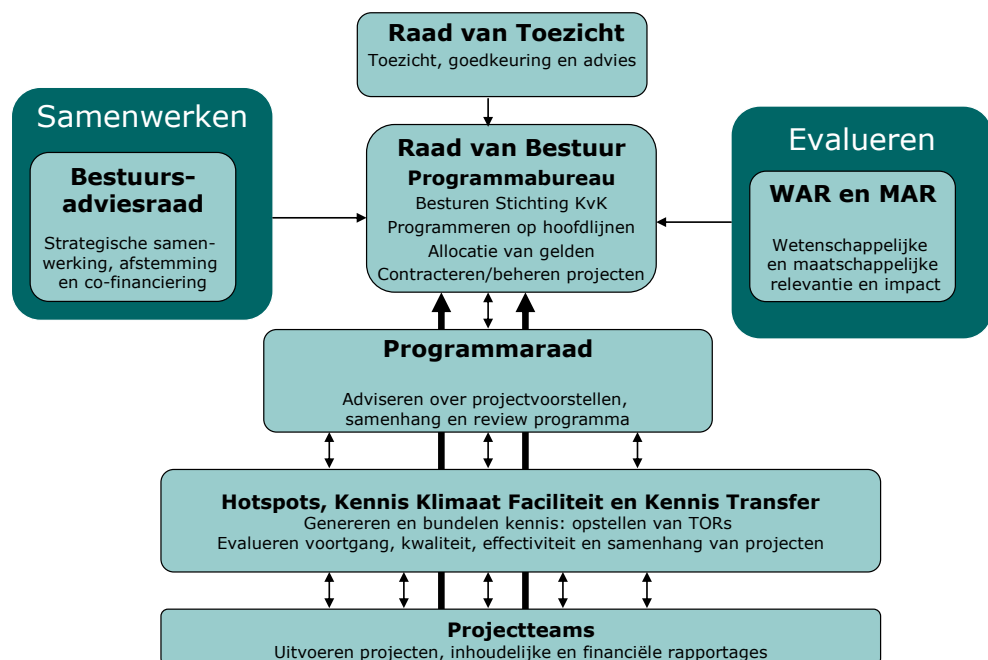 Raad van Toezicht
Toezicht, goedkeuring en advies
Samenwerken
Bestuurs-
adviesraad
Strategische samen-
werking, afstemming
en co-financiering
Raad van Bestuur
Programmabureau
Besturen Stichting KvK
Programmeren op hoofdlijnen
Allocatie van gelden
Contracteren/beheren projecten
Evalueren
WAR en MAR
Wetenschappelijke
en maatschappelijke
relevantie en impact
Programmaraad
Adviseren over projectvoorstellen,
samenhang en review programma
Hotspots, Kennis Klimaat Faciliteit en Kennis Transfer
Genereren en bundelen kennis: opstellen van TORs
Evalueren voortgang, kwaliteit, effectiviteit en samenhang van projecten
Projectteams
Uitvoeren projecten, inhoudelijke en financiële rapportages